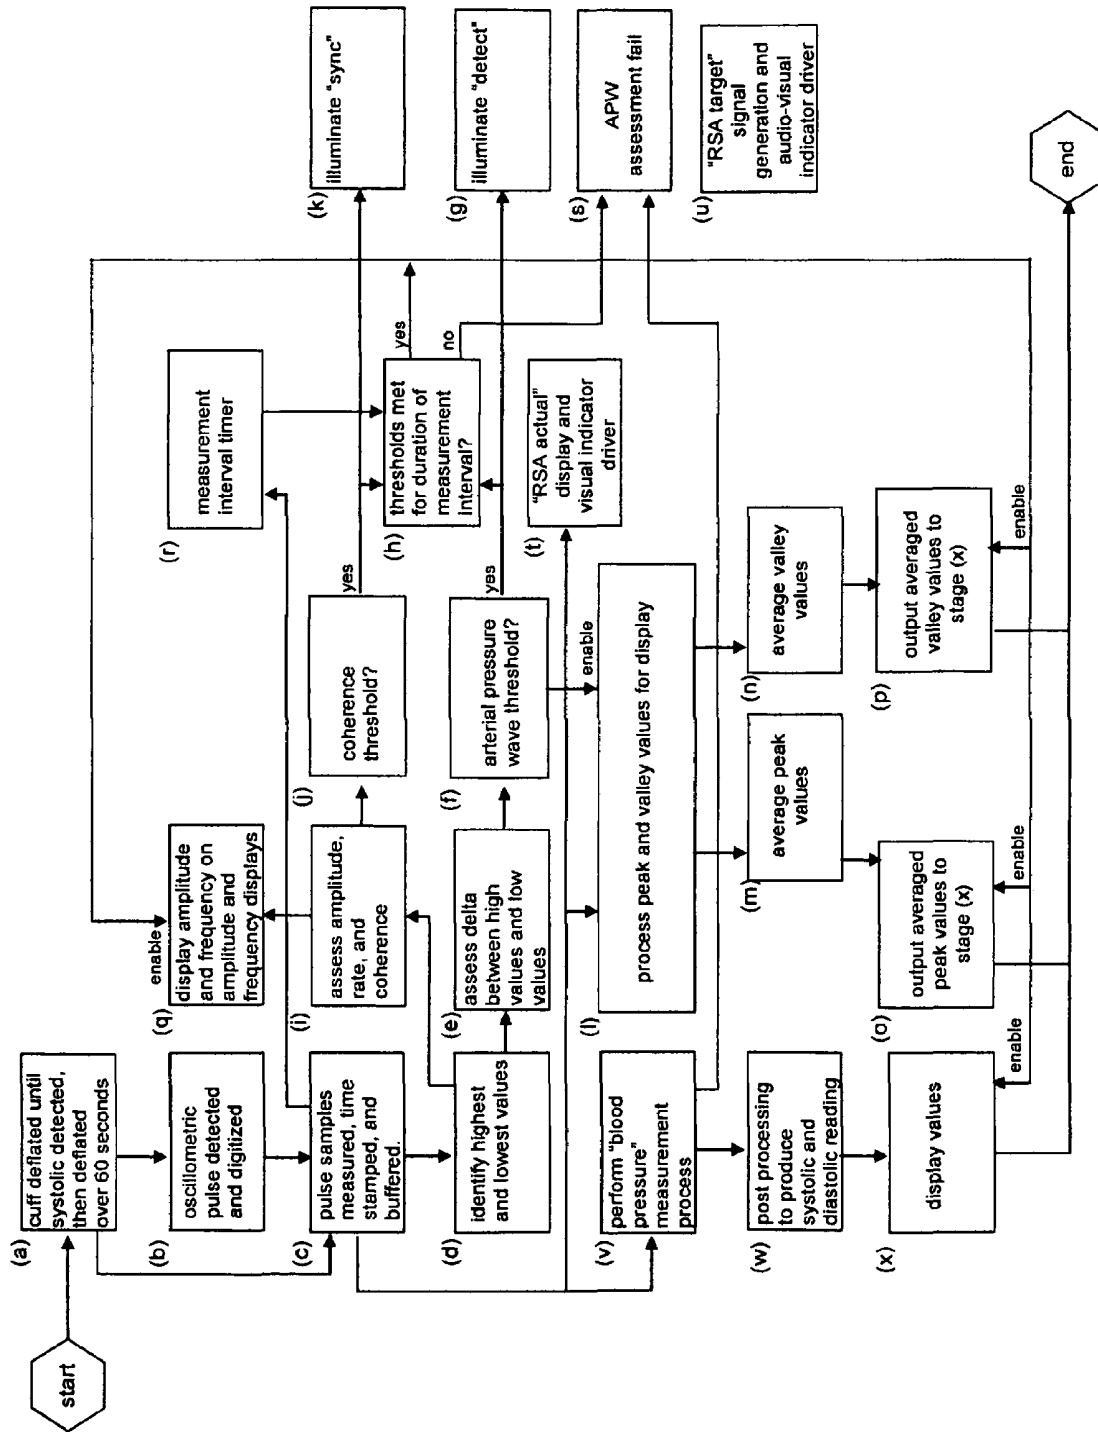 start
(a)
cuff deflated until
systolic detected,
then deflated
over 60 seconds
(b)
oscillometric
pulse detected
and digitized
(c)
pulse samples
measured, time
stamped, and
buffered.
(d)
identify highest
and lowest values
(v)
perform "blood
pressure"
measurement
process
(w)
post processing
to produce
systolic and
diastolic reading
(x)
display values
enable
(q)
enable
display amplitude
and frequency on
amplitude and
frequency displays
(i)
assess amplitude,
rate, and
coherence
(e)
assess delta
between high
values and low
values
(l)
process peak and valley values for display
enable
(m)
average peak
values
(o)
output averaged
peak values to
stage (x)
enable
(j)
coherence
threshold?
yes
(f)
arterial pressure
wave threshold?
yes
(n)
average valley
values
(p)
output averaged
valley values to
stage (x)
enable
(r)
measurement
interval timer
(h)
thresholds met
for duration of
measurement
interval?
yes
no
(t)
"RSA actual"
display and
visual indicator
driver
(k)
illuminate "sync"
(g)
illuminate "detect"
(s)
APW
assessment fail
(u)
"RSA target"
signal
generation and
audio-visual
indicator driver
end